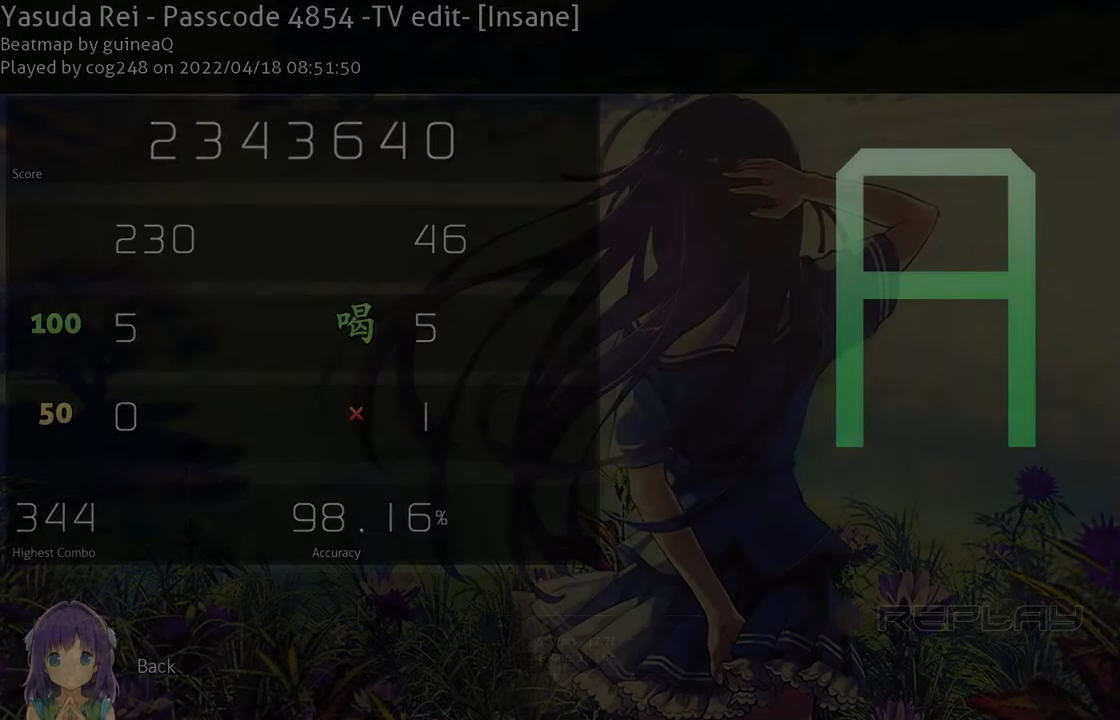 Yasuda Rei - Passcode 4854 -TV edit- [Insane]
Beatmap by guineaQ
Played by cog248 on 2022/04/18 08:51:50
2343640
Score
230 46
100 5 喝 5
50 0 × 1
344 98.16%
Highest Combo Accuracy
REPLAY
Back